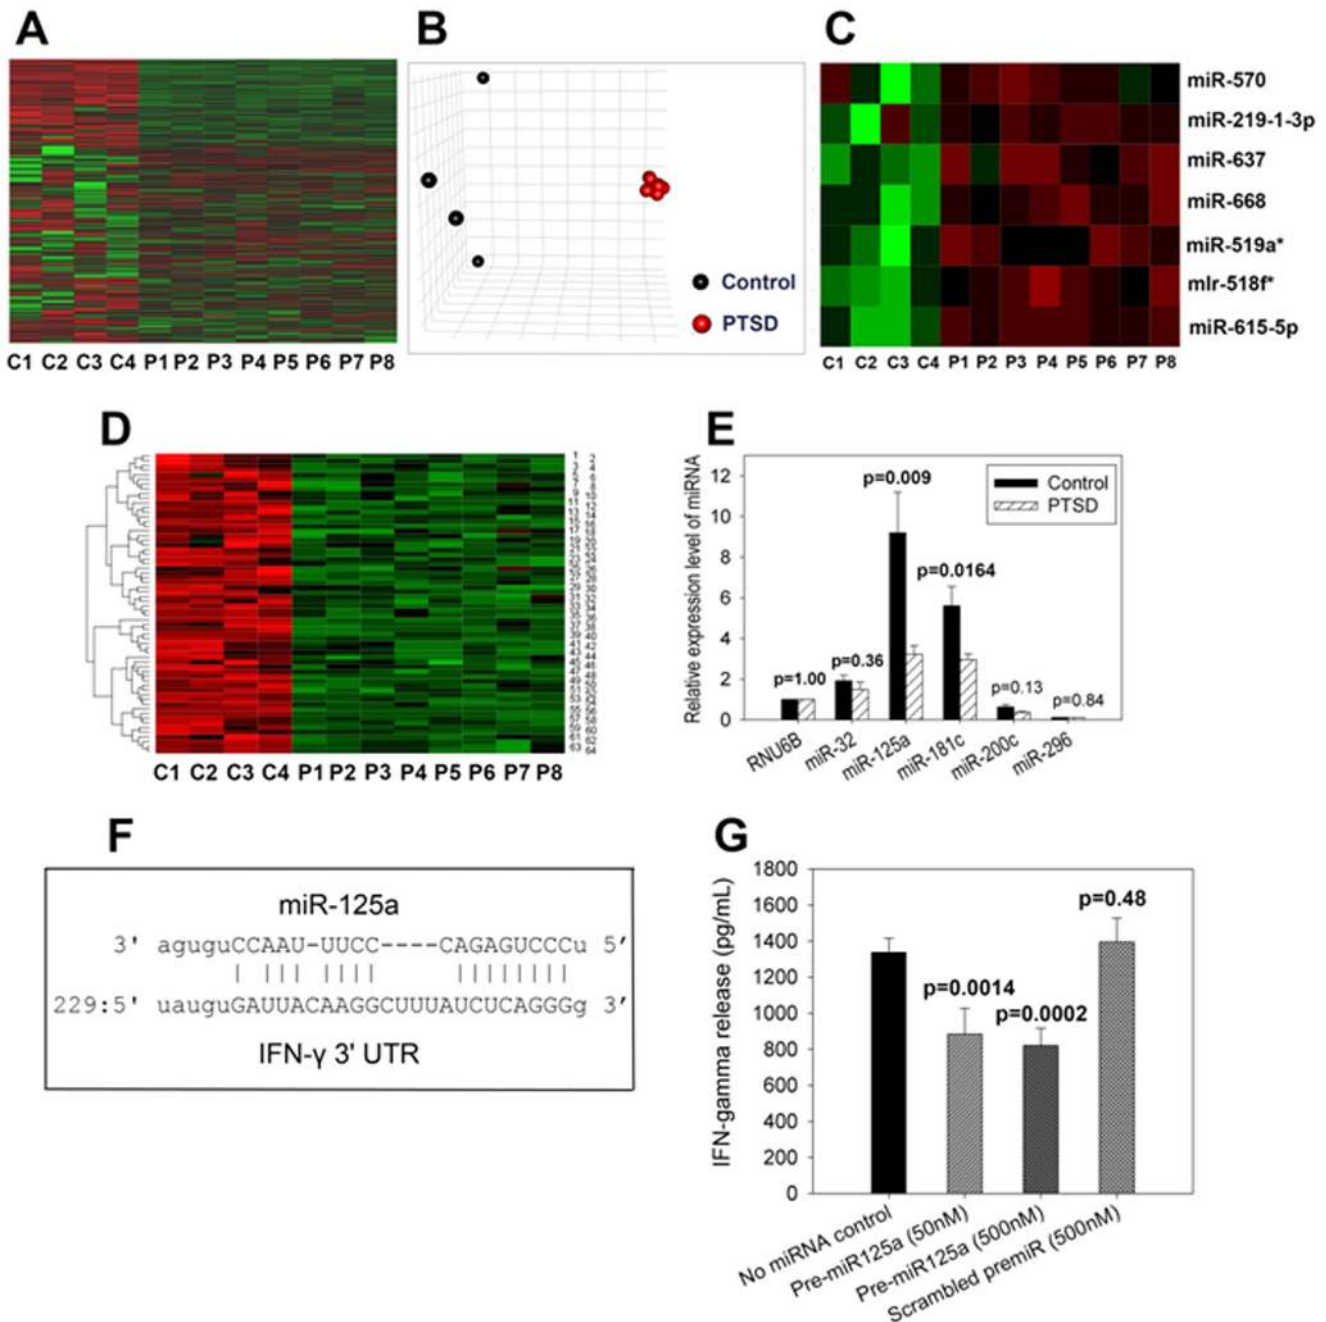 A
C1 C2 C3 C4 P1 P2 P3 P4 P5 P6 P7 P8
B
Control
PTSD
C
miR-570
miR-219-1-3p
miR-637
miR-668
miR-519a*
mIr-518f*
miR-615-5p
C1 C2 C3 C4 P1 P2 P3 P4 P5 P6 P7 P8
D
C1 C2 C3 C4 P1 P2 P3 P4 P5 P6 P7 P8
E
Relative expression level of miRNA
12
10
8
6
4
2
0
Control
PTSD
p=1.00
p=0.36
p=0.009
p=0.0164
p=0.13
p=0.84
RNU6B
miR-32
miR-125a
miR-181c
miR-200c
miR-296
F
miR-125a
3' aguguCCAAU-UUCC----CAGAGUCCCu 5'
229:5' uauguGAUUACAAGGCUUUAUCUCAGGGg 3'
IFN-γ 3' UTR
G
IFN-gamma release (pg/mL)
1800
1600
1400
1200
1000
800
600
400
200
0
p=0.0014
p=0.0002
p=0.48
No miRNA control
Pre-miR125a (50nM)
Pre-miR125a (500nM)
Scrambled premiR (500nM)